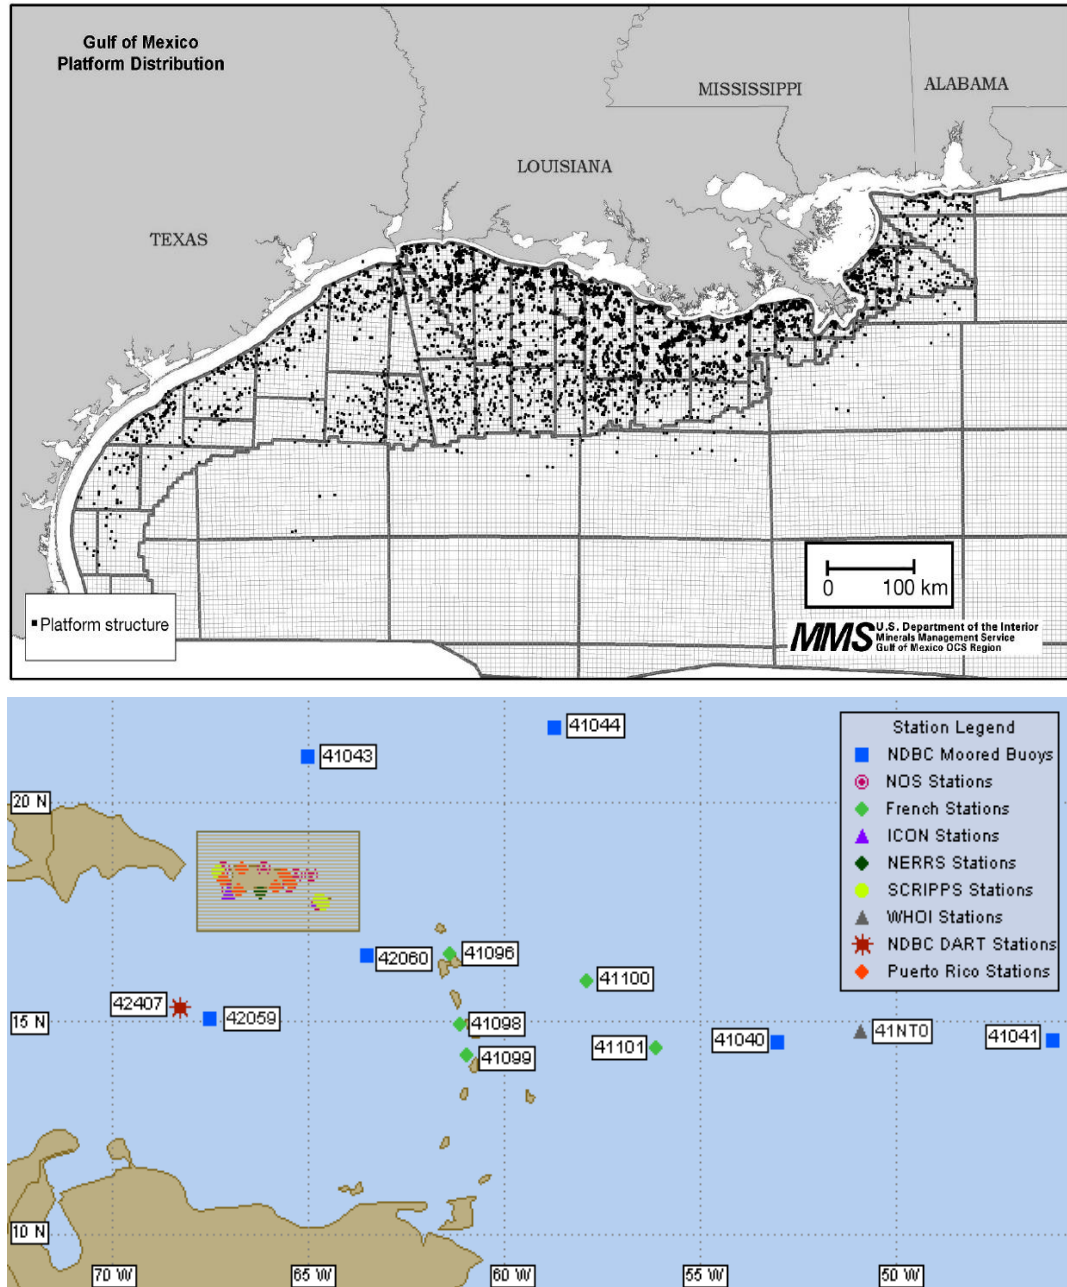 Gulf of Mexico
Platform Distribution
MISSISSIPPI
ALABAMA
LOUISIANA
TEXAS
0 100 km
▪ Platform structure
MMS U.S. Department of the Interior
Minerals Management Service
Gulf of Mexico OCS Region
41044
41043
20 N
Station Legend
NDBC Moored Buoys
NOS Stations
French Stations
ICON Stations
NERRS Stations
SCRIPPS Stations
WHOI Stations
NDBC DART Stations
Puerto Rico Stations
42060
41096
41100
42407
15 N
42059
41098
41099
41101
41040
41NT0
41041
10 N
70 W
65 W
60 W
55 W
50 W